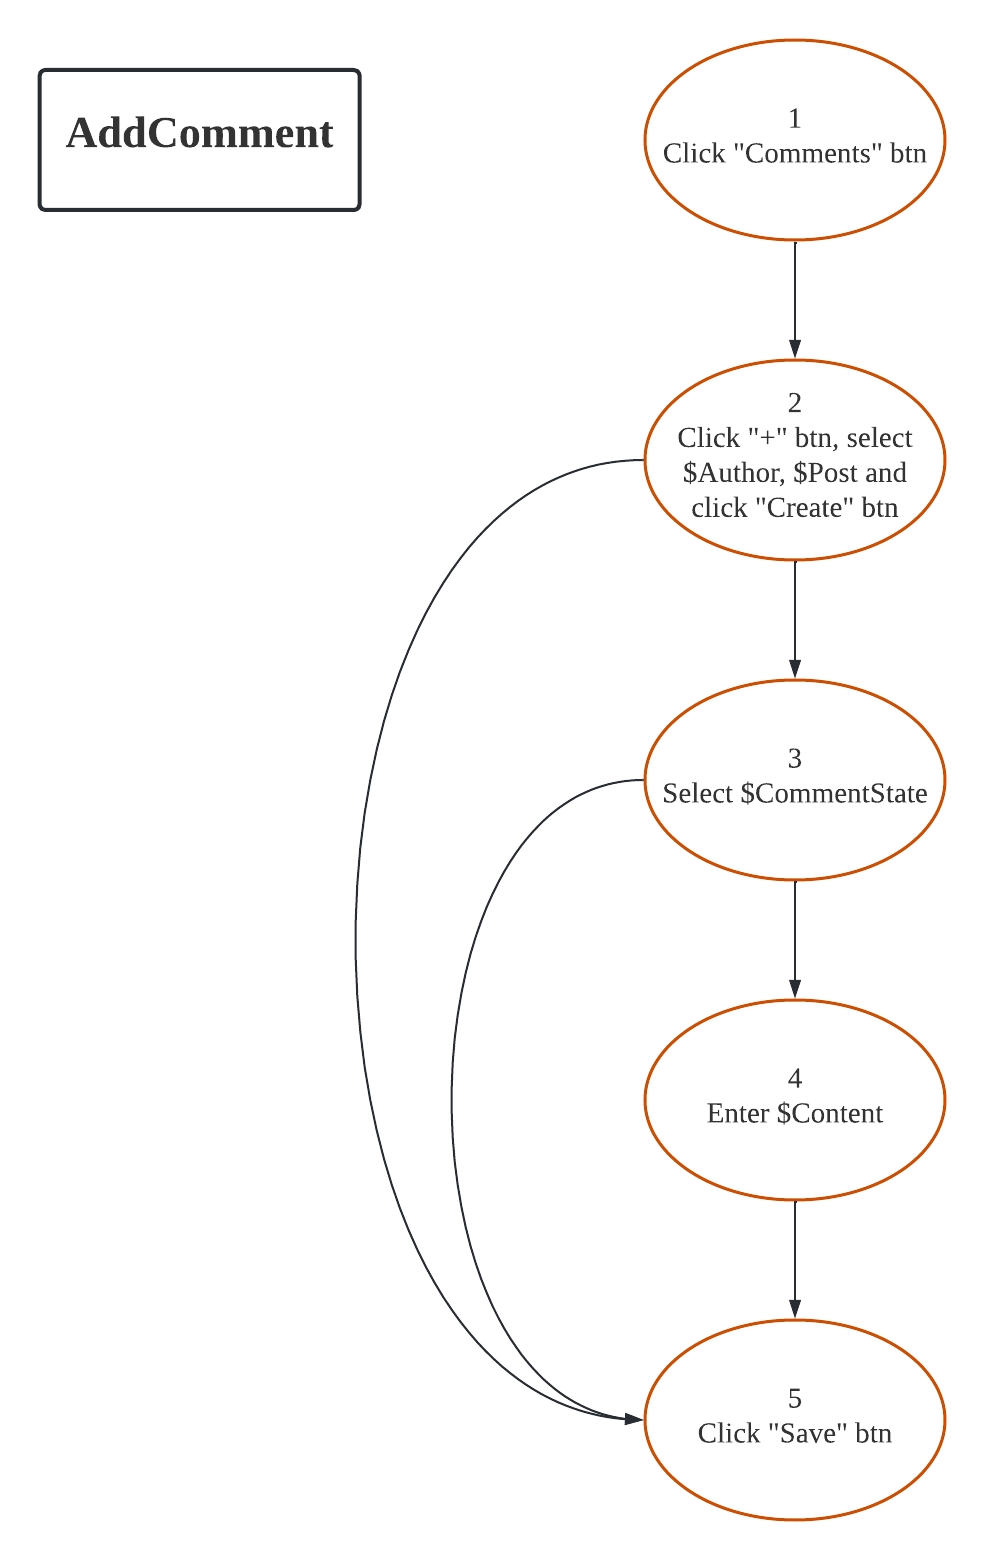 AddComment
1
Click "Comments" btn
2
Click "+" btn, select
$Author, $Post and
click "Create" btn
3
Select $CommentState
4
Enter $Content
5
Click "Save" btn